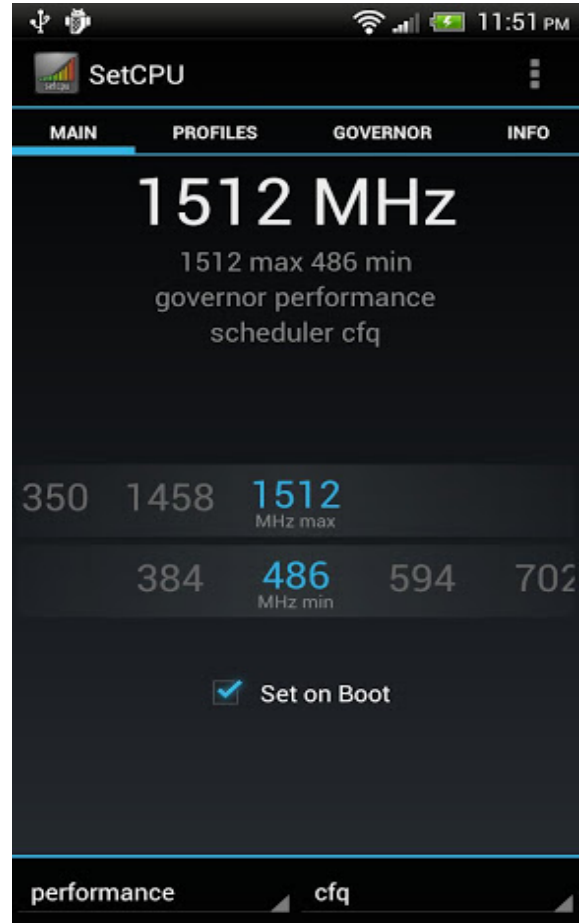 11:51 PM
SetCPU
MAIN PROFILES GOVERNOR INFO
1512 MHz
1512 max 486 min
governor performance
scheduler cfq
350 1458 1512
MHz max
384 486 594 702
MHz min
Set on Boot
performance cfq